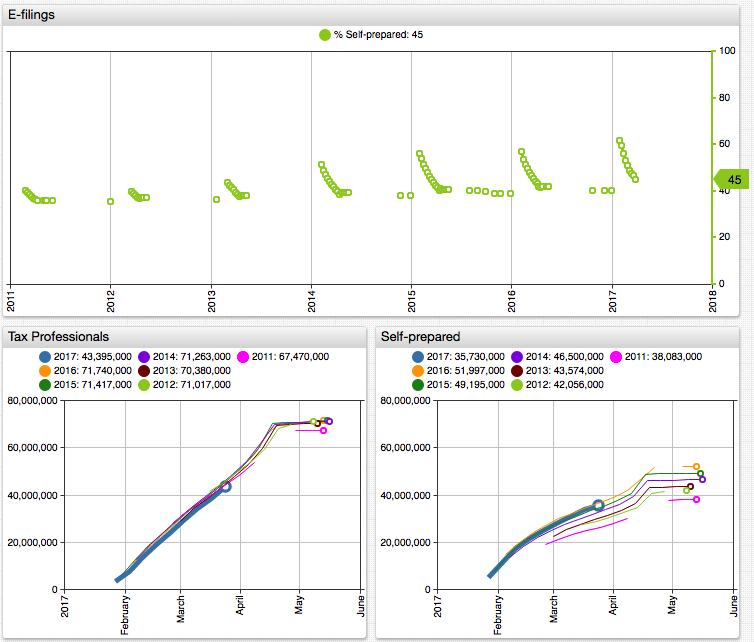 E-filings
% Self-prepared: 45
100
80
60
40
45
20
0
2011
2012
2013
2014
2015
2016
2017
2018
Tax Professionals
2017: 43,395,000 2014: 71,263,000 2011: 67,470,000
2016: 71,740,000 2013: 70,380,000
2015: 71,417,000 2012: 71,017,000
80,000,000
60,000,000
40,000,000
20,000,000
0
2017
February
March
April
May
June
Self-prepared
2017: 35,730,000 2014: 46,500,000 2011: 38,083,000
2016: 51,997,000 2013: 43,574,000
2015: 49,195,000 2012: 42,056,000
80,000,000
60,000,000
40,000,000
20,000,000
0
2017
February
March
April
May
June